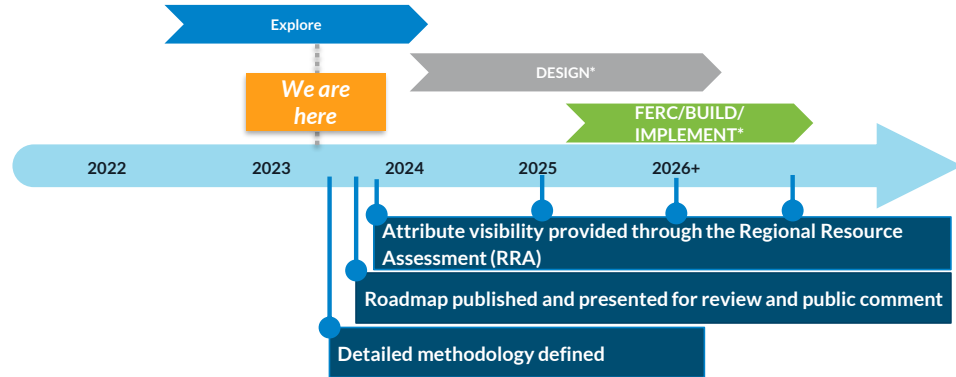 Explore
DESIGN*
We are
here
FERC/BUILD/
IMPLEMENT*
2022
2023
2024
2025
2026+
Attribute visibility provided through the Regional Resource
Assessment (RRA)
Roadmap published and presented for review and public comment
Detailed methodology defined